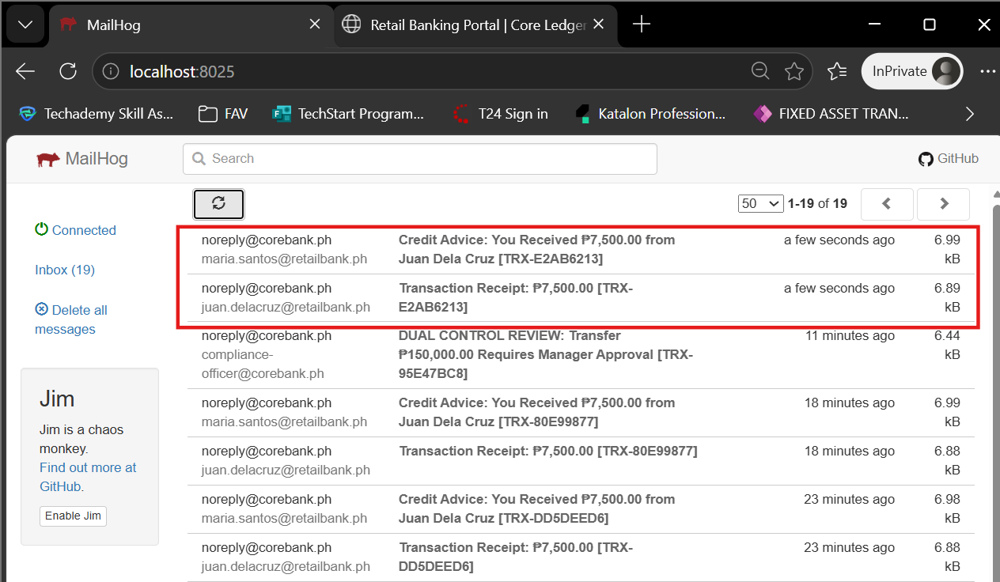 MailHog
Retail Banking Portal | Core Ledger
localhost:8025
InPrivate
Techademy Skill As...
FAV
TechStart Program...
T24 Sign in
Katalon Profession...
FIXED ASSET TRAN...
MailHog
Search
GitHub
50
1-19 of 19
Connected
Inbox (19)
Delete all
messages
Jim
Jim is a chaos
monkey.
Find out more at
GitHub.
Enable Jim
noreply@corebank.ph
maria.santos@retailbank.ph
Credit Advice: You Received ₱7,500.00 from
Juan Dela Cruz [TRX-E2AB6213]
a few seconds ago
6.99
kB
noreply@corebank.ph
juan.delacruz@retailbank.ph
Transaction Receipt: ₱7,500.00 [TRX-
E2AB6213]
a few seconds ago
6.89
kB
noreply@corebank.ph
compliance-
officer@corebank.ph
DUAL CONTROL REVIEW: Transfer
₱150,000.00 Requires Manager Approval [TRX-
95E47BC8]
11 minutes ago
6.44
kB
noreply@corebank.ph
maria.santos@retailbank.ph
Credit Advice: You Received ₱7,500.00 from
Juan Dela Cruz [TRX-80E99877]
18 minutes ago
6.99
kB
noreply@corebank.ph
juan.delacruz@retailbank.ph
Transaction Receipt: ₱7,500.00 [TRX-80E99877]
18 minutes ago
6.88
kB
noreply@corebank.ph
maria.santos@retailbank.ph
Credit Advice: You Received ₱7,500.00 from
Juan Dela Cruz [TRX-DD5DEED6]
23 minutes ago
6.98
kB
noreply@corebank.ph
juan.delacruz@retailbank.ph
Transaction Receipt: ₱7,500.00 [TRX-
DD5DEED6]
23 minutes ago
6.88
kB